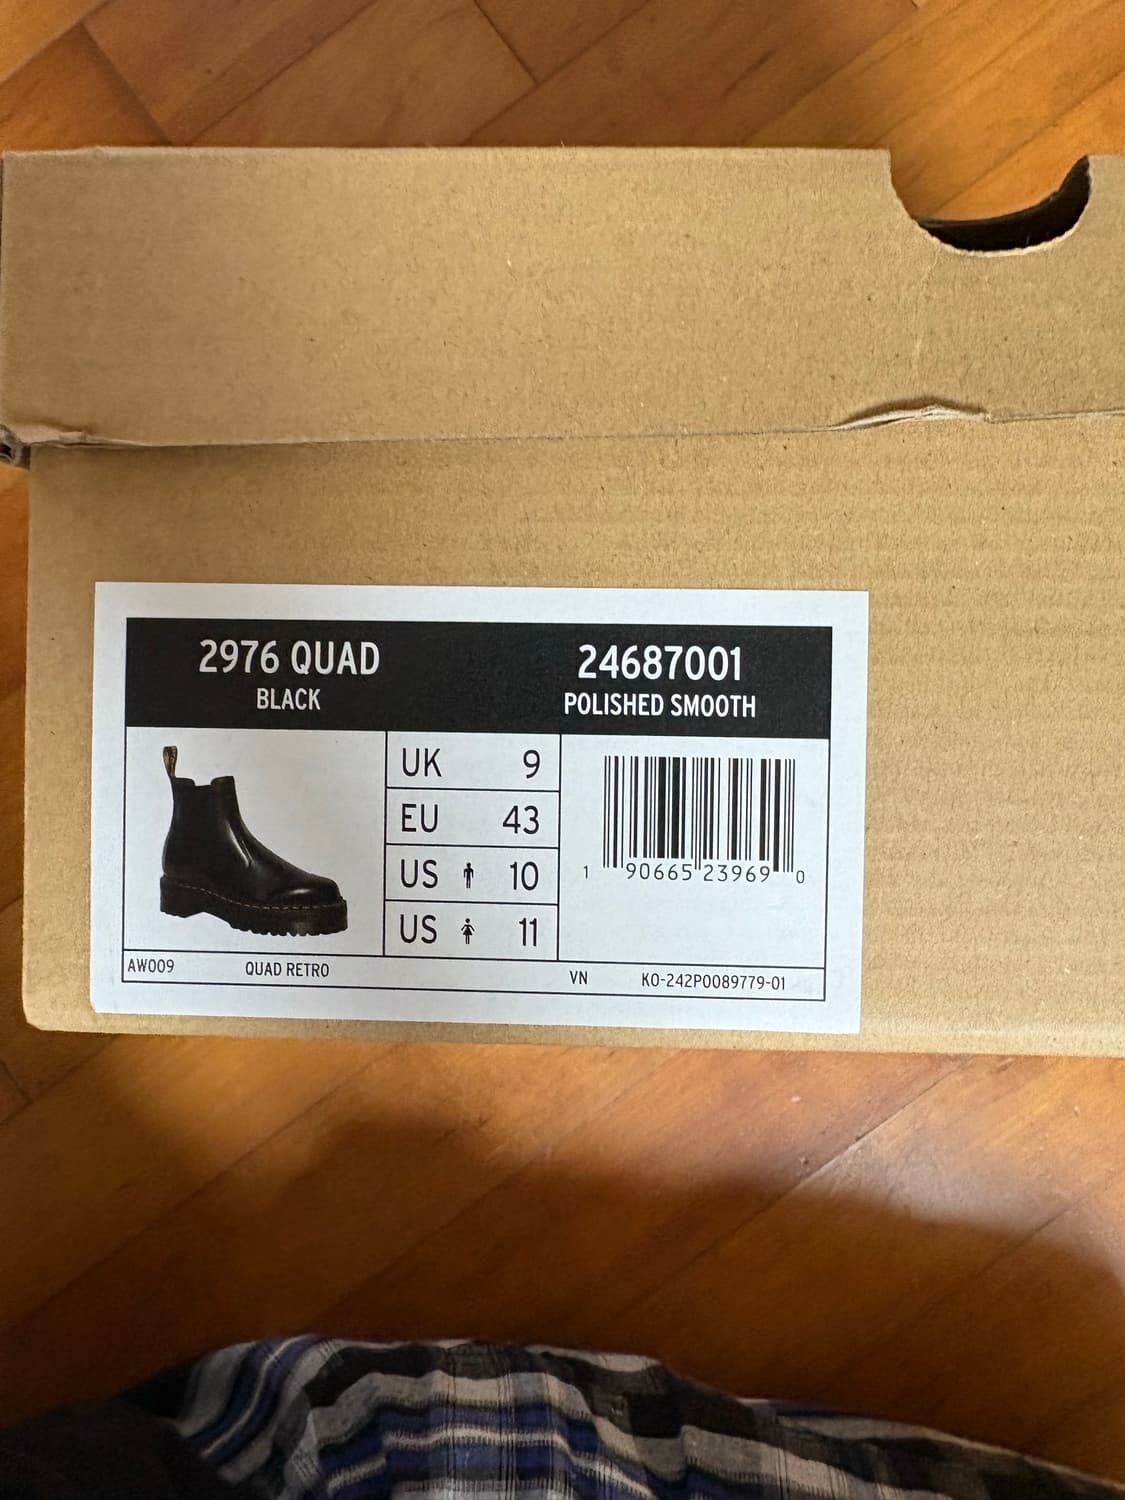 2976 QUAD
BLACK
24687001
POLISHED SMOOTH
UK 9
EU 43
US 10
US 11
1 90665 23969 0
AW009 QUAD RETRO VN KO-242P0089779-01